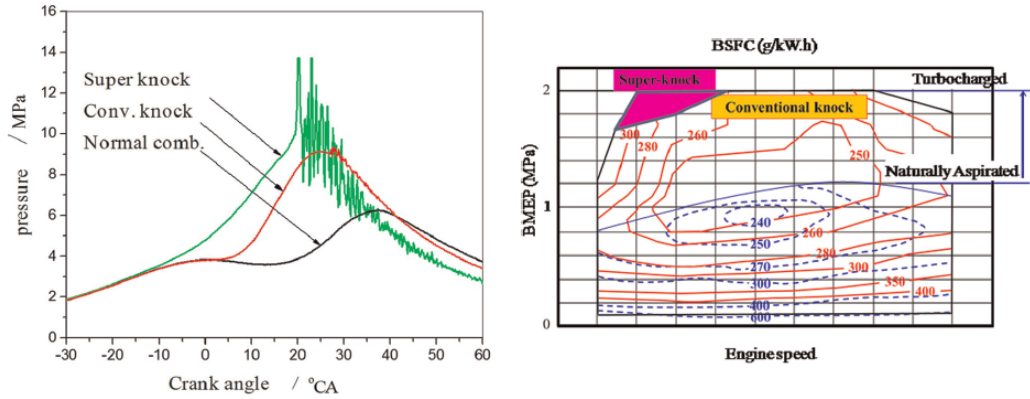 16
14
12
10
8
6
4
2
0
pressure / MPa
Super knock
Conv. knock
Normal comb.
-30 -20 -10 0 10 20 30 40 50 60
Crank angle / °CA
BSFC (g/kW.h)
Super-knock
Turbocharged
Conventional knock
Naturally Aspirated
2
1
0
BMEP (MPa)
300
280
260
250
240
250
260
270
280
300
300
350
400
400
600
Engine speed